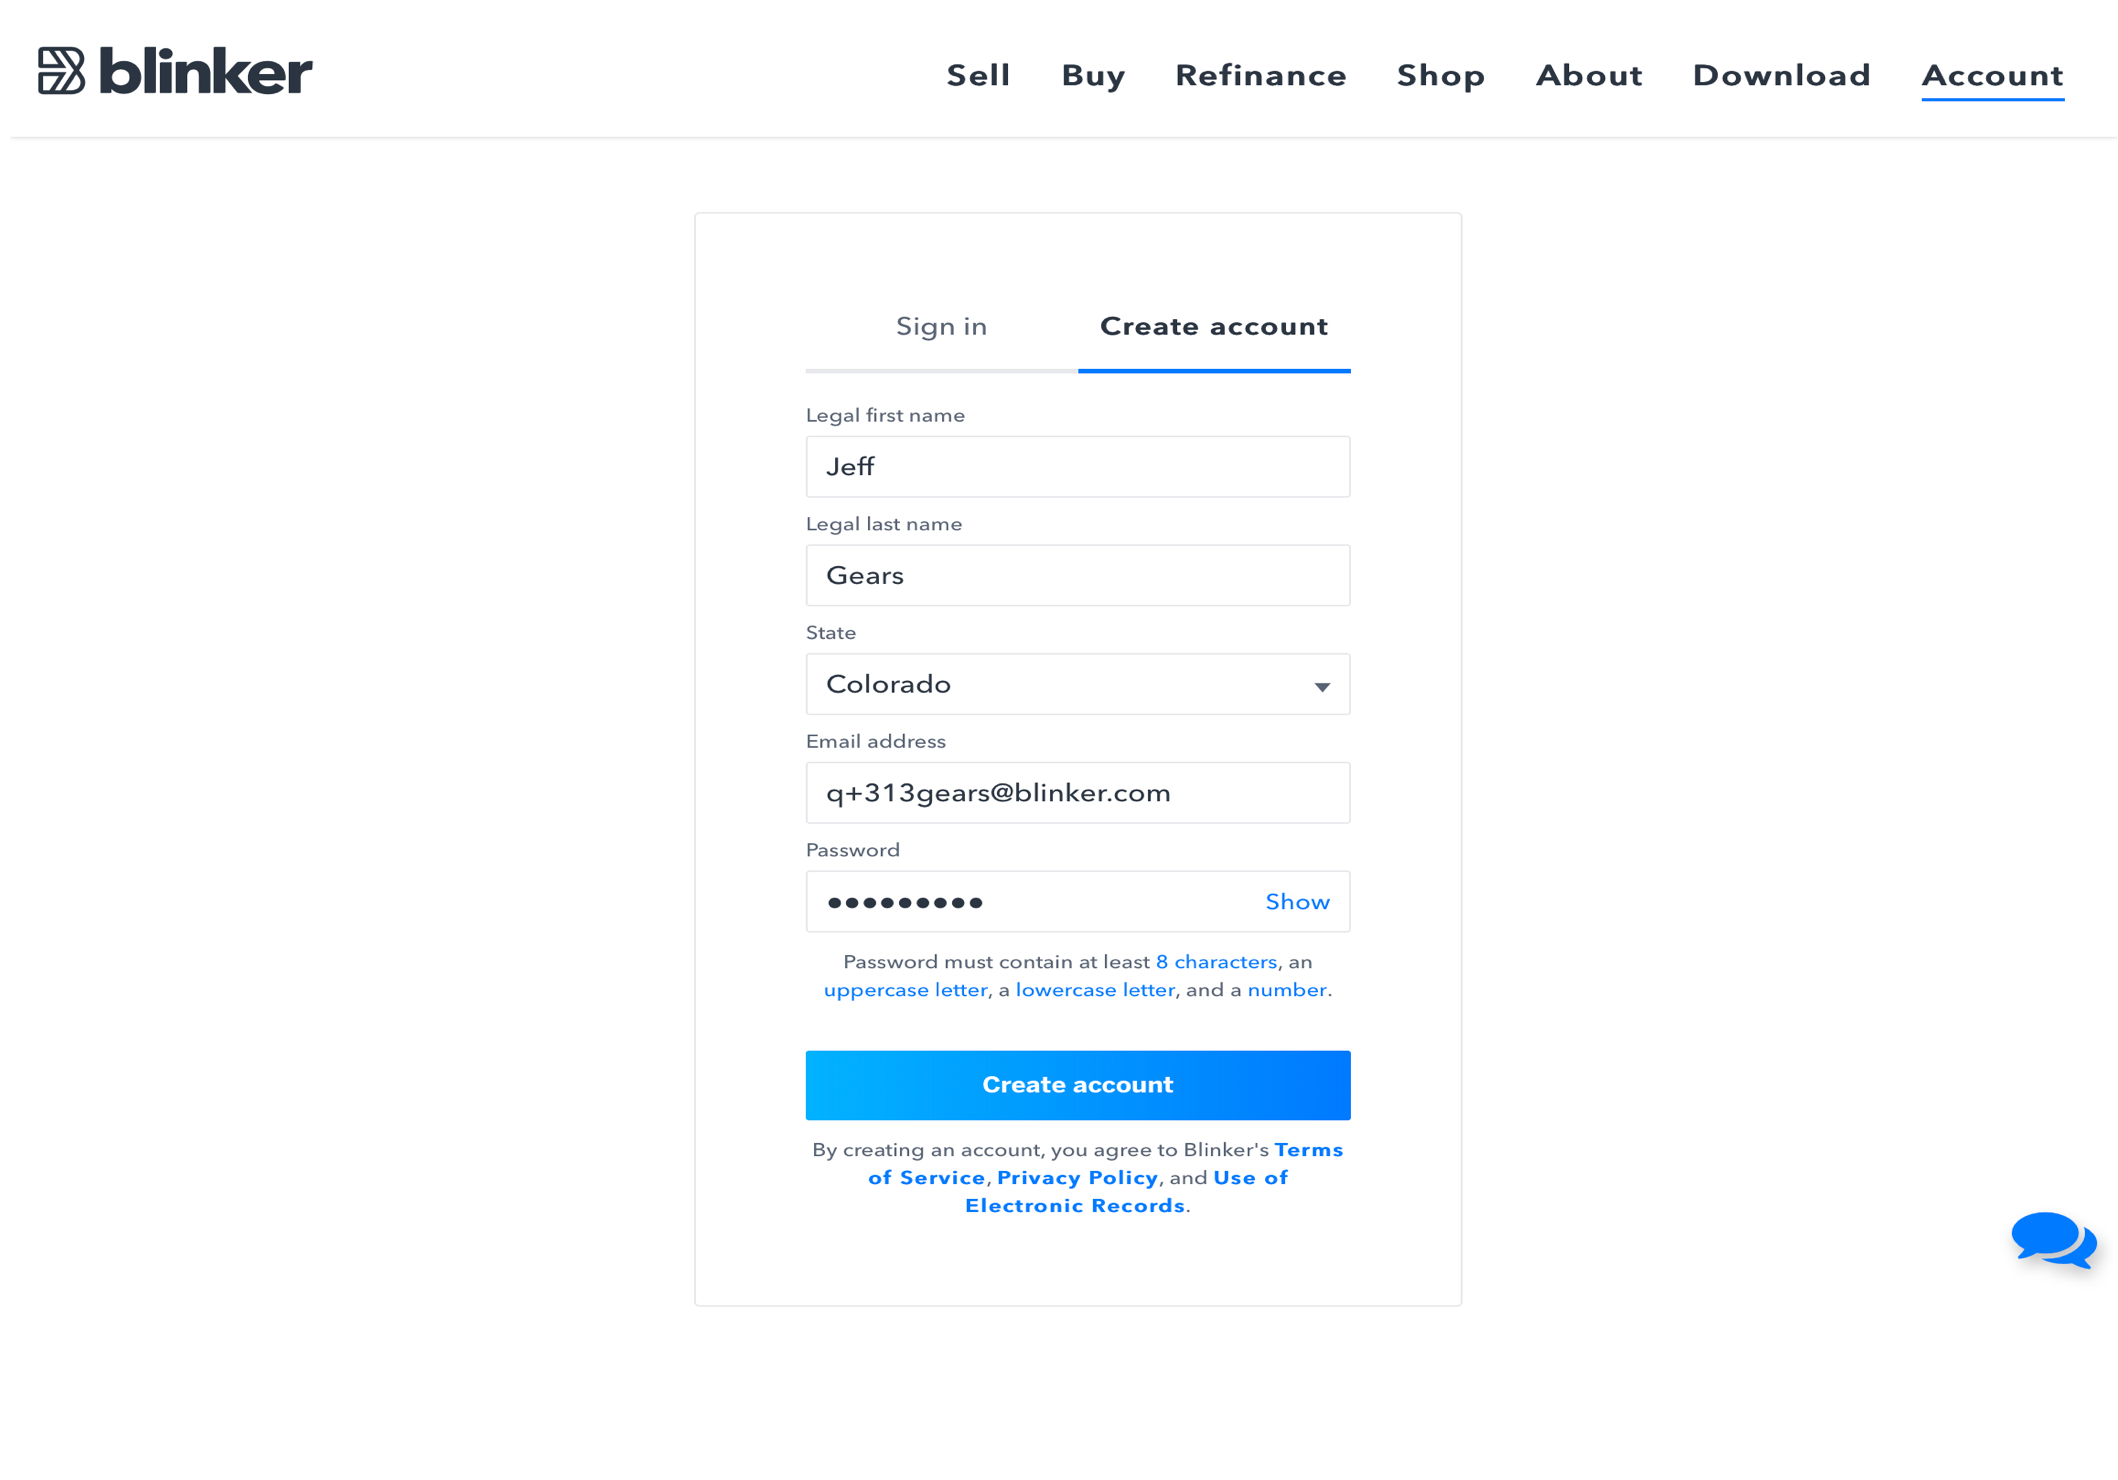 blinker
Sell Buy Refinance Shop About Download Account
Sign in Create account
Legal first name
Jeff
Legal last name
Gears
State
Colorado
Email address
q+313gears@blinker.com
Password
●●●●●●●●● Show
Password must contain at least 8 characters, an
uppercase letter, a lowercase letter, and a number.
Create account
By creating an account, you agree to Blinker's Terms
of Service, Privacy Policy, and Use of
Electronic Records.